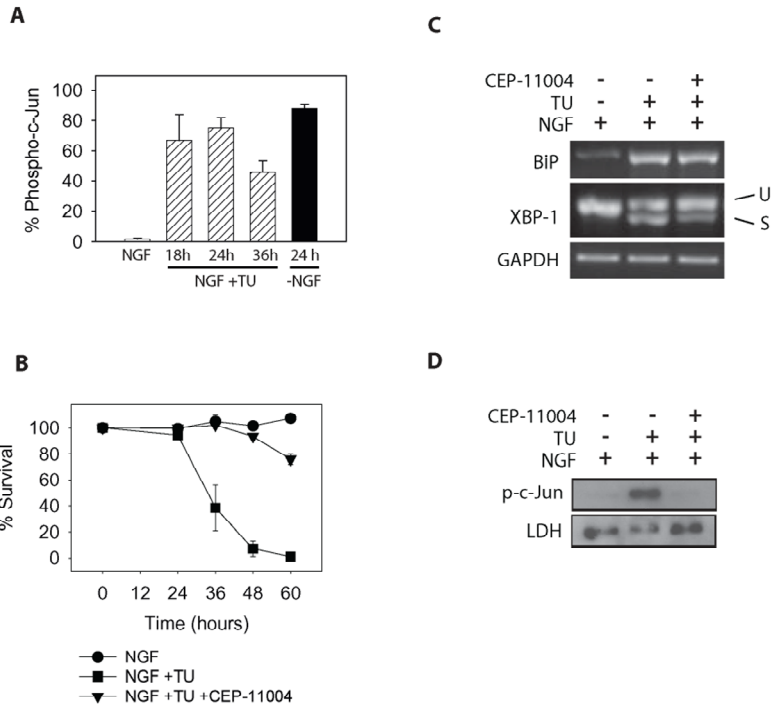 A
% Phospho-c-Jun
100
80
60
40
20
0
NGF
18h
24h
36h
24 h
NGF +TU
-NGF
B
% Survival
100
80
60
40
20
0
0 12 24 36 48 60
Time (hours)
NGF
NGF +TU
NGF +TU +CEP-11004
C
CEP-11004 - - +
TU - + +
NGF + + +
BiP
XBP-1
U
S
GAPDH
D
CEP-11004 - - +
TU - + +
NGF + + +
p-c-Jun
LDH